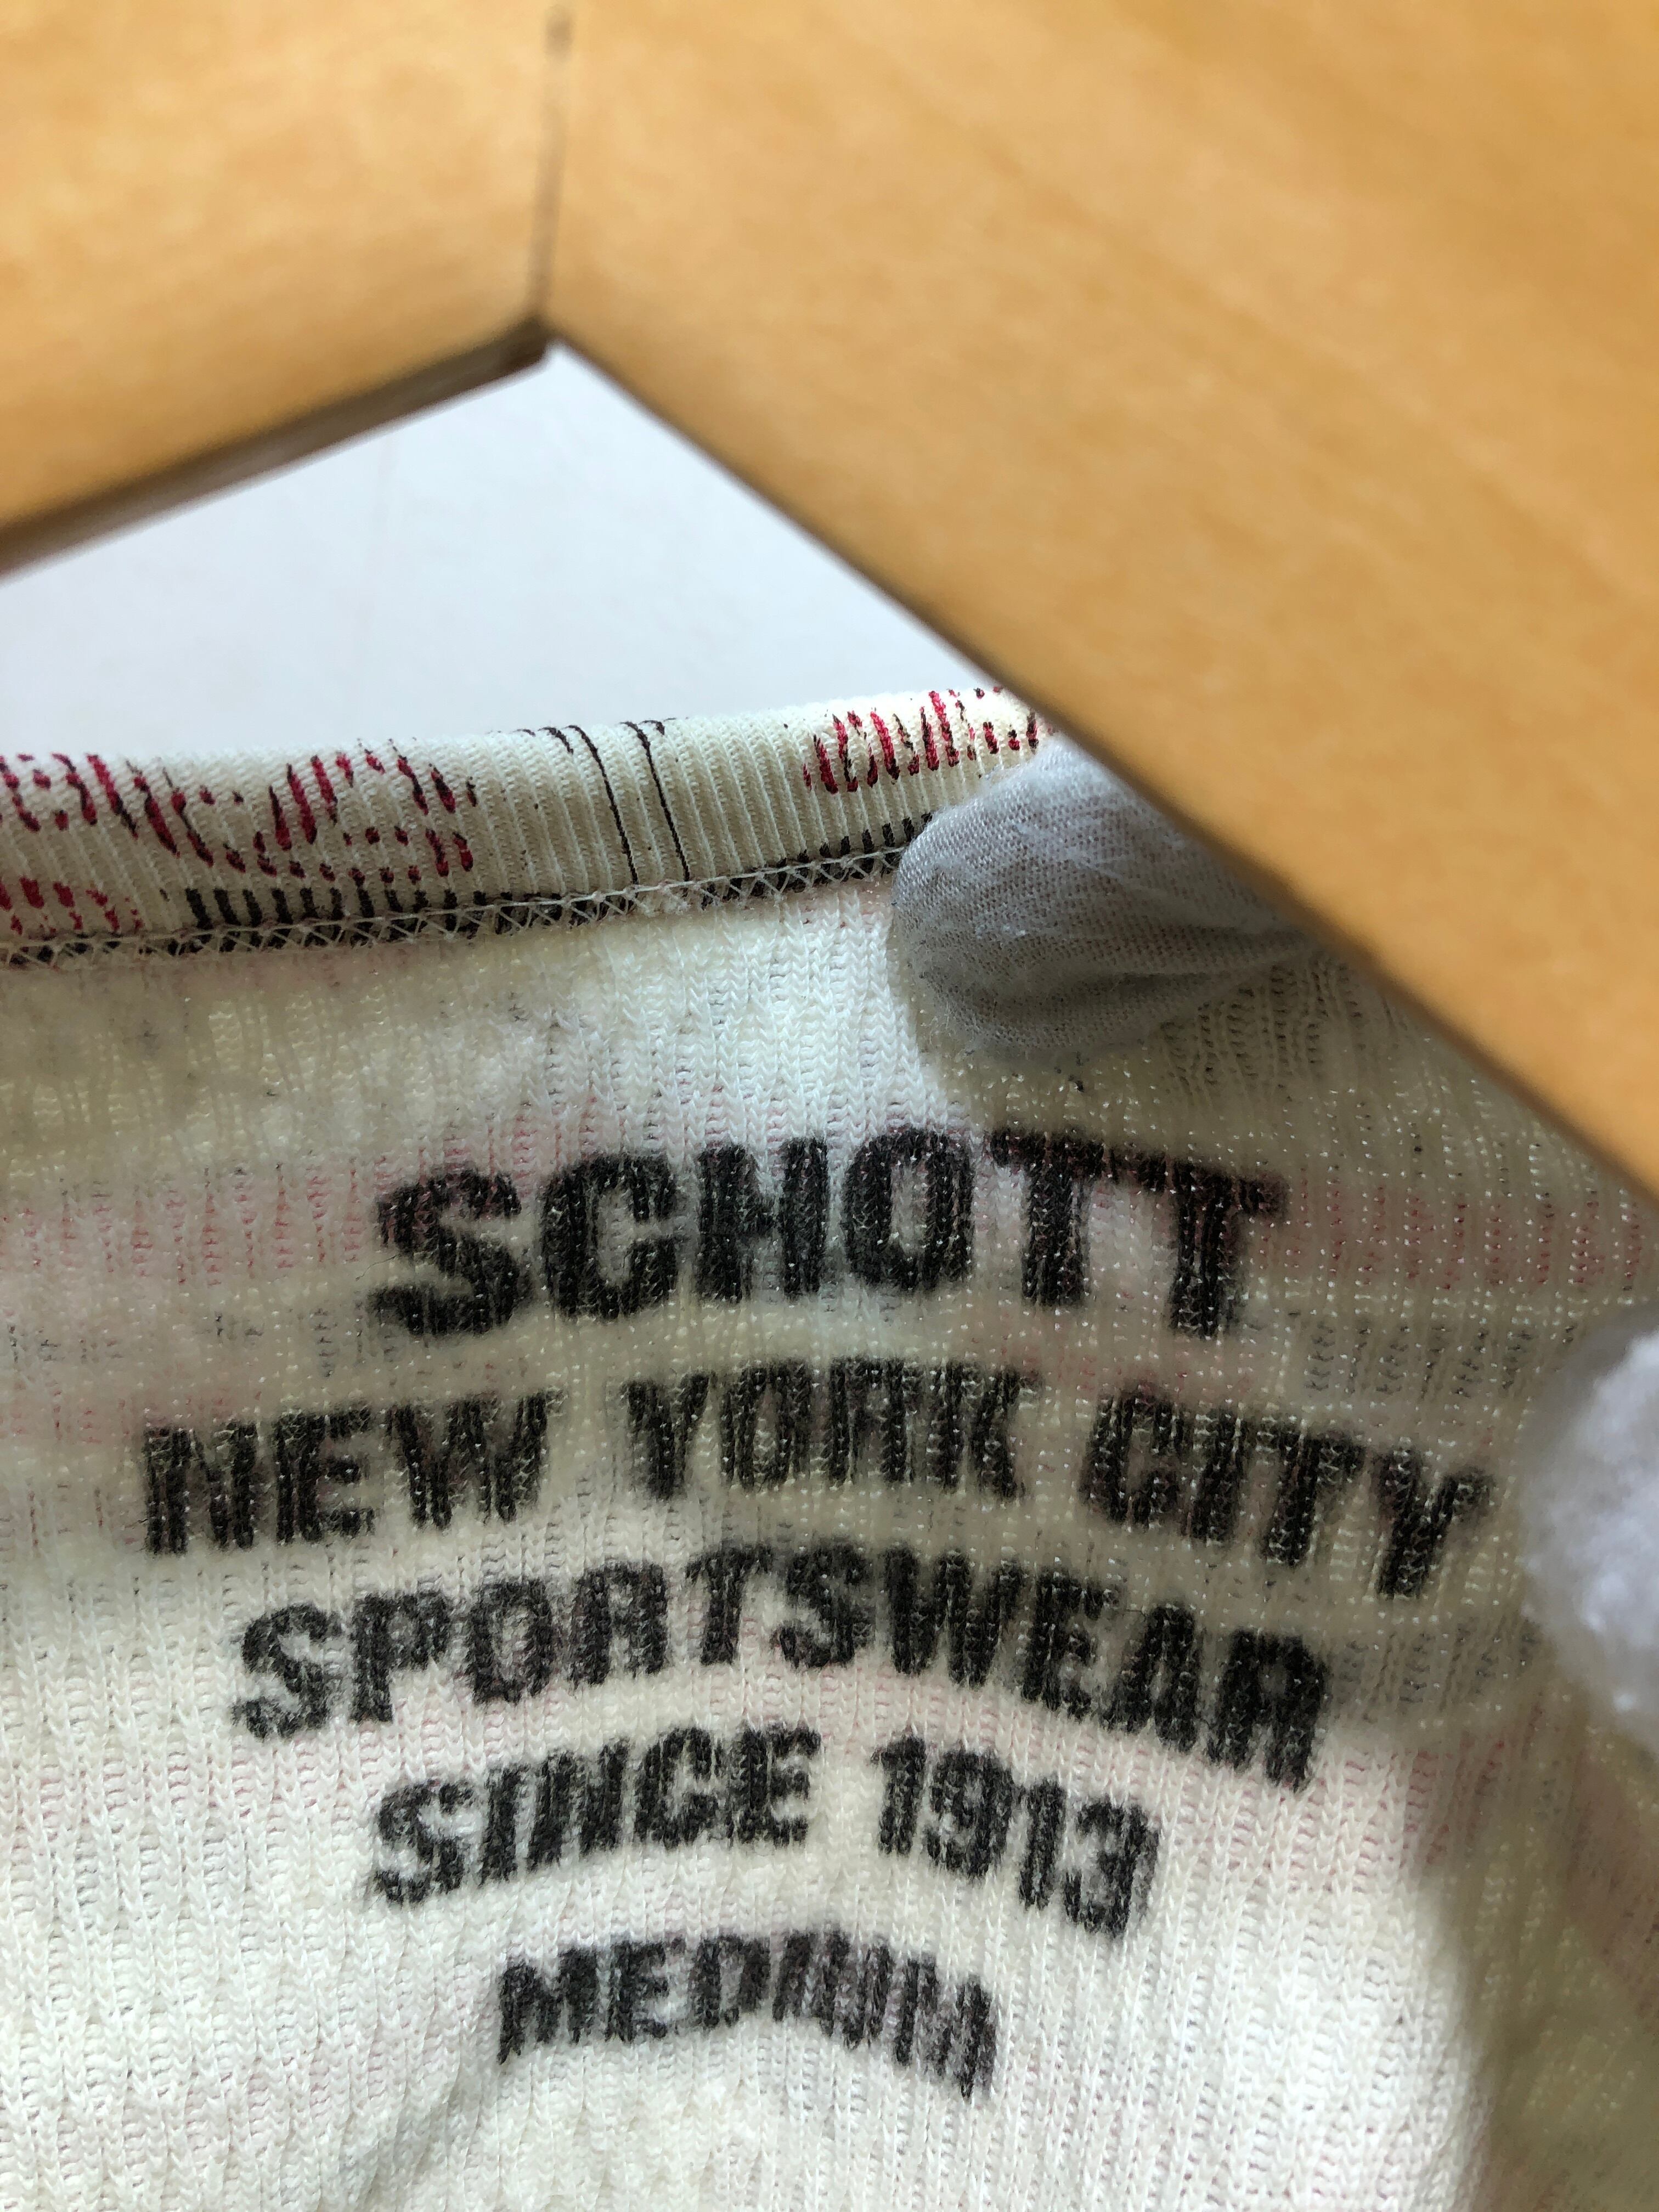 SCHOTT
NEW YORK CITY
SPORTSWEAR
SINCE 1913
MEDIUM